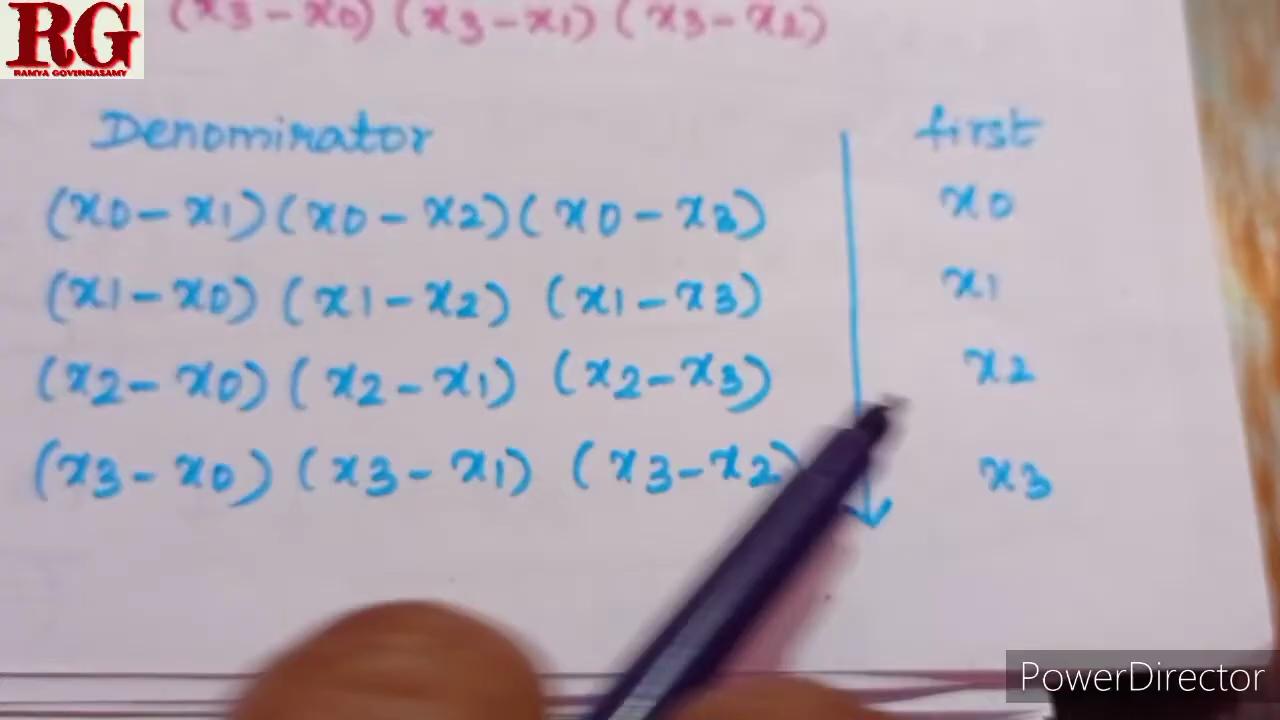 RG
RAMYA GOVINDASAMY
(x3-x0) (x3-x1) (x3-x2)
Denominator
first
(x0-x1)(x0-x2)(x0-x3)
x0
(x1-x0) (x1-x2) (x1-x3)
x1
(x2-x0) (x2-x1) (x2-x3)
x2
(x3-x0) (x3-x1) (x3-x2)
x3
PowerDirector